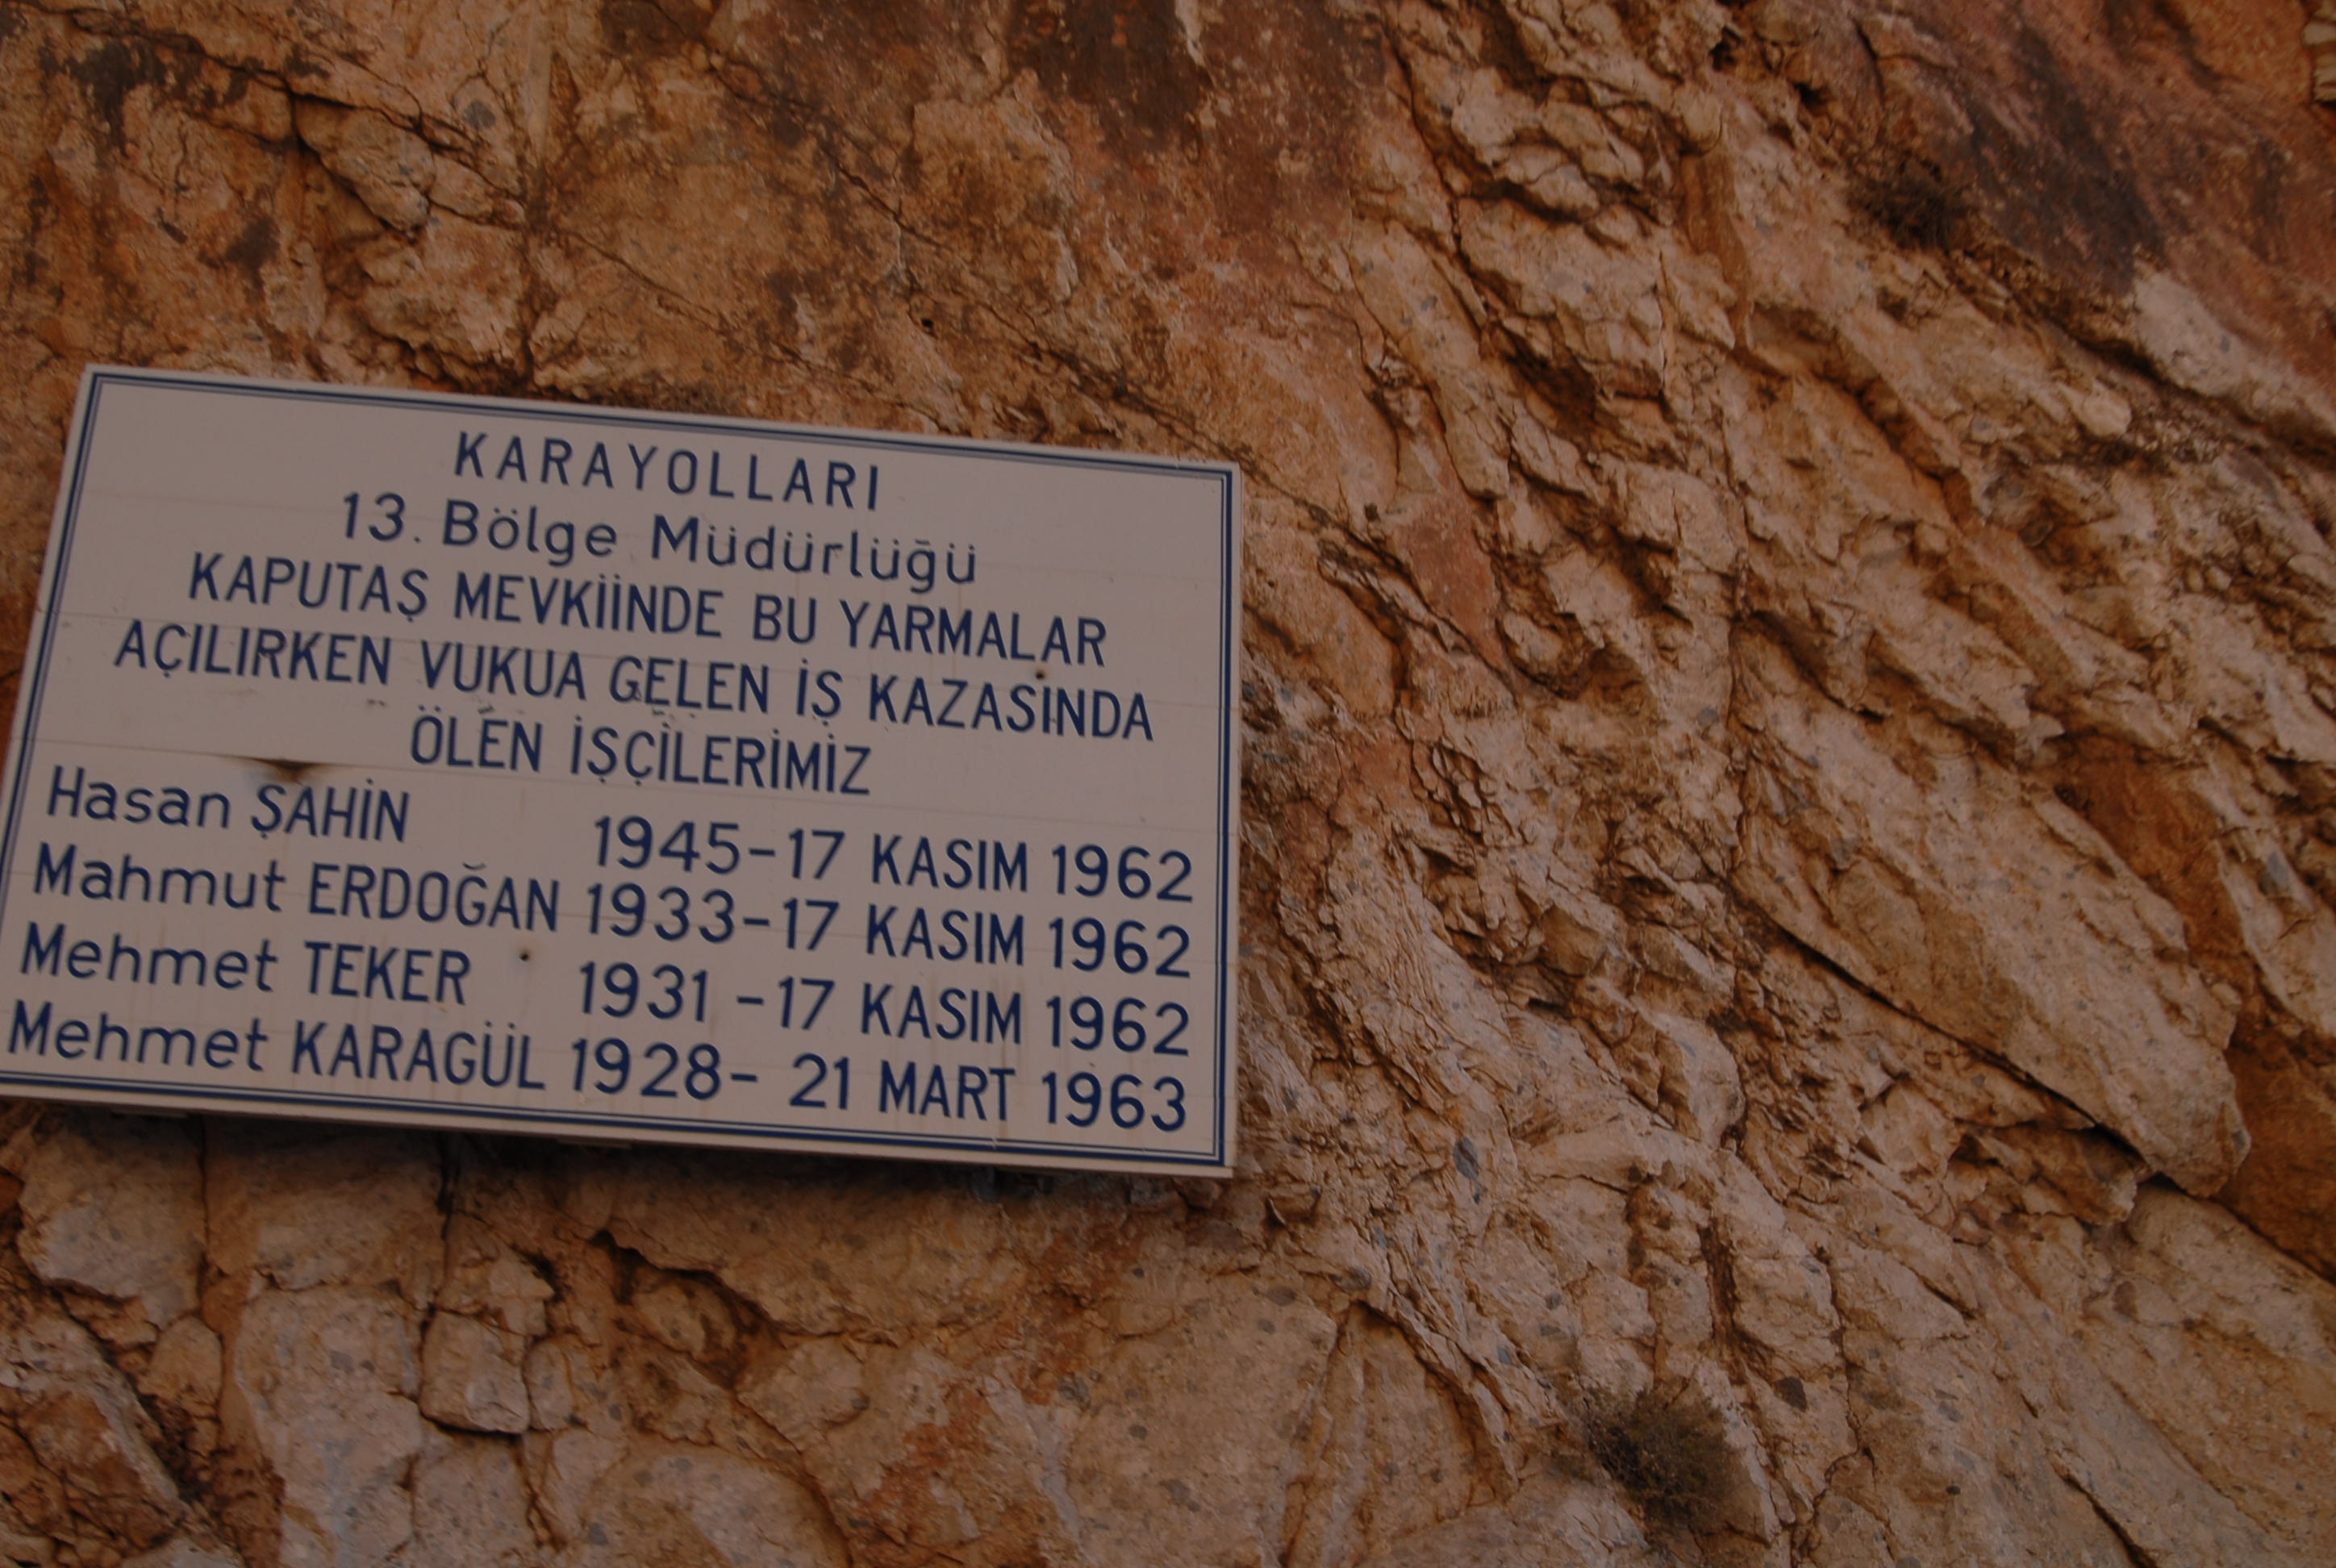 KARAYOLLARI
13. Bölge Müdürlüğü
KAPUTAŞ MEVKİİNDE BU YARMALAR
AÇILIRKEN VUKUA GELEN İŞ KAZASINDA
ÖLEN İŞÇİLERİMİZ
Hasan ŞAHİN 1945-17 KASIM 1962
Mahmut ERDOĞAN 1933-17 KASIM 1962
Mehmet TEKER 1931 -17 KASIM 1962
Mehmet KARAGÜL 1928- 21 MART 1963